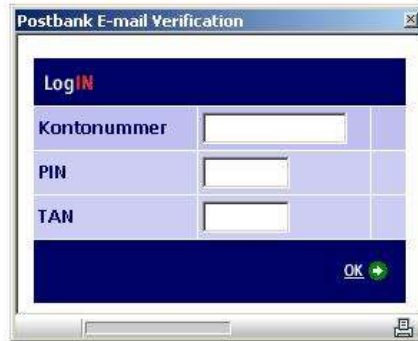 Postbank E-mail Verification
LogIN
Kontonummer
PIN
TAN
OK